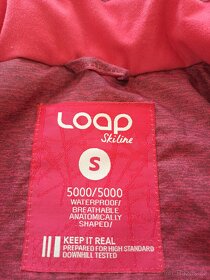 LOAP
Skiline
S
5000/5000
WATERPROOF/
BREATHABLE
ANATOMICALLY
SHAPED/
KEEP IT REAL
PREPARED FOR HIGH STANDARD
DOWNHILL TESTED